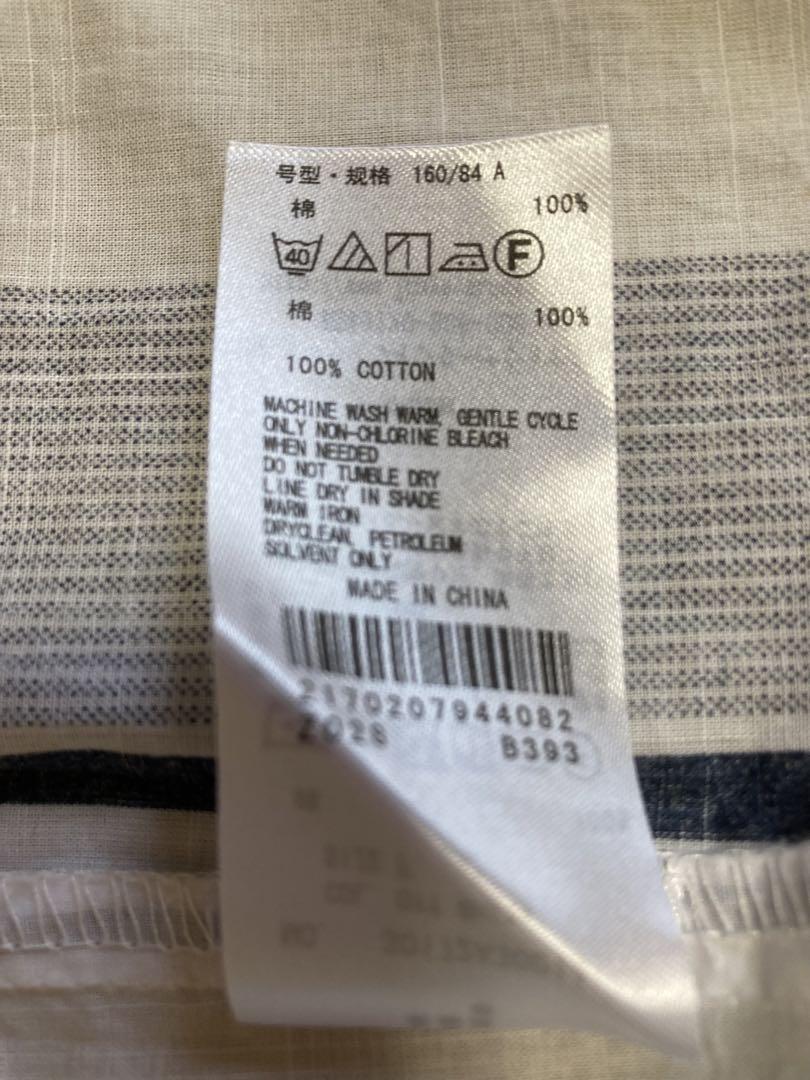 号型・规格 160/84 A
棉 100%
40 F
棉 100%
100% COTTON
MACHINE WASH WARM, GENTLE CYCLE
ONLY NON-CHLORINE BLEACH
WHEN NEEDED
DO NOT TUMBLE DRY
LINE DRY IN SHADE
WARM IRON
DRYCLEAN, PETROLEUM
SOLVENT ONLY
MADE IN CHINA
2170207944082
Z028 B393